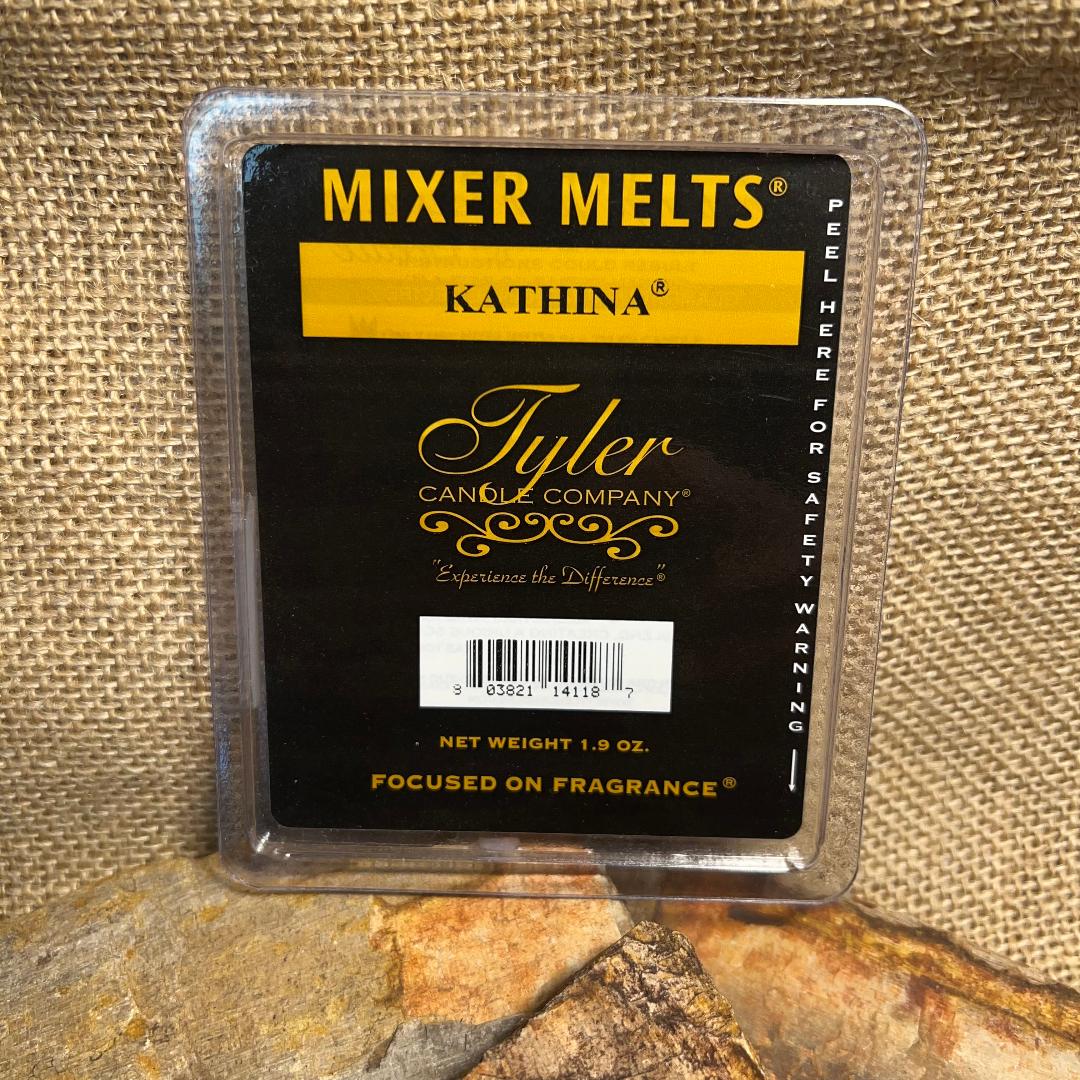 MIXER MELTS®
KATHINA®
Tyler
CANDLE COMPANY®
"Experience the Difference"®
8 03821 14118 7
NET WEIGHT 1.9 OZ.
FOCUSED ON FRAGRANCE®
PEEL HERE FOR SAFETY WARNING